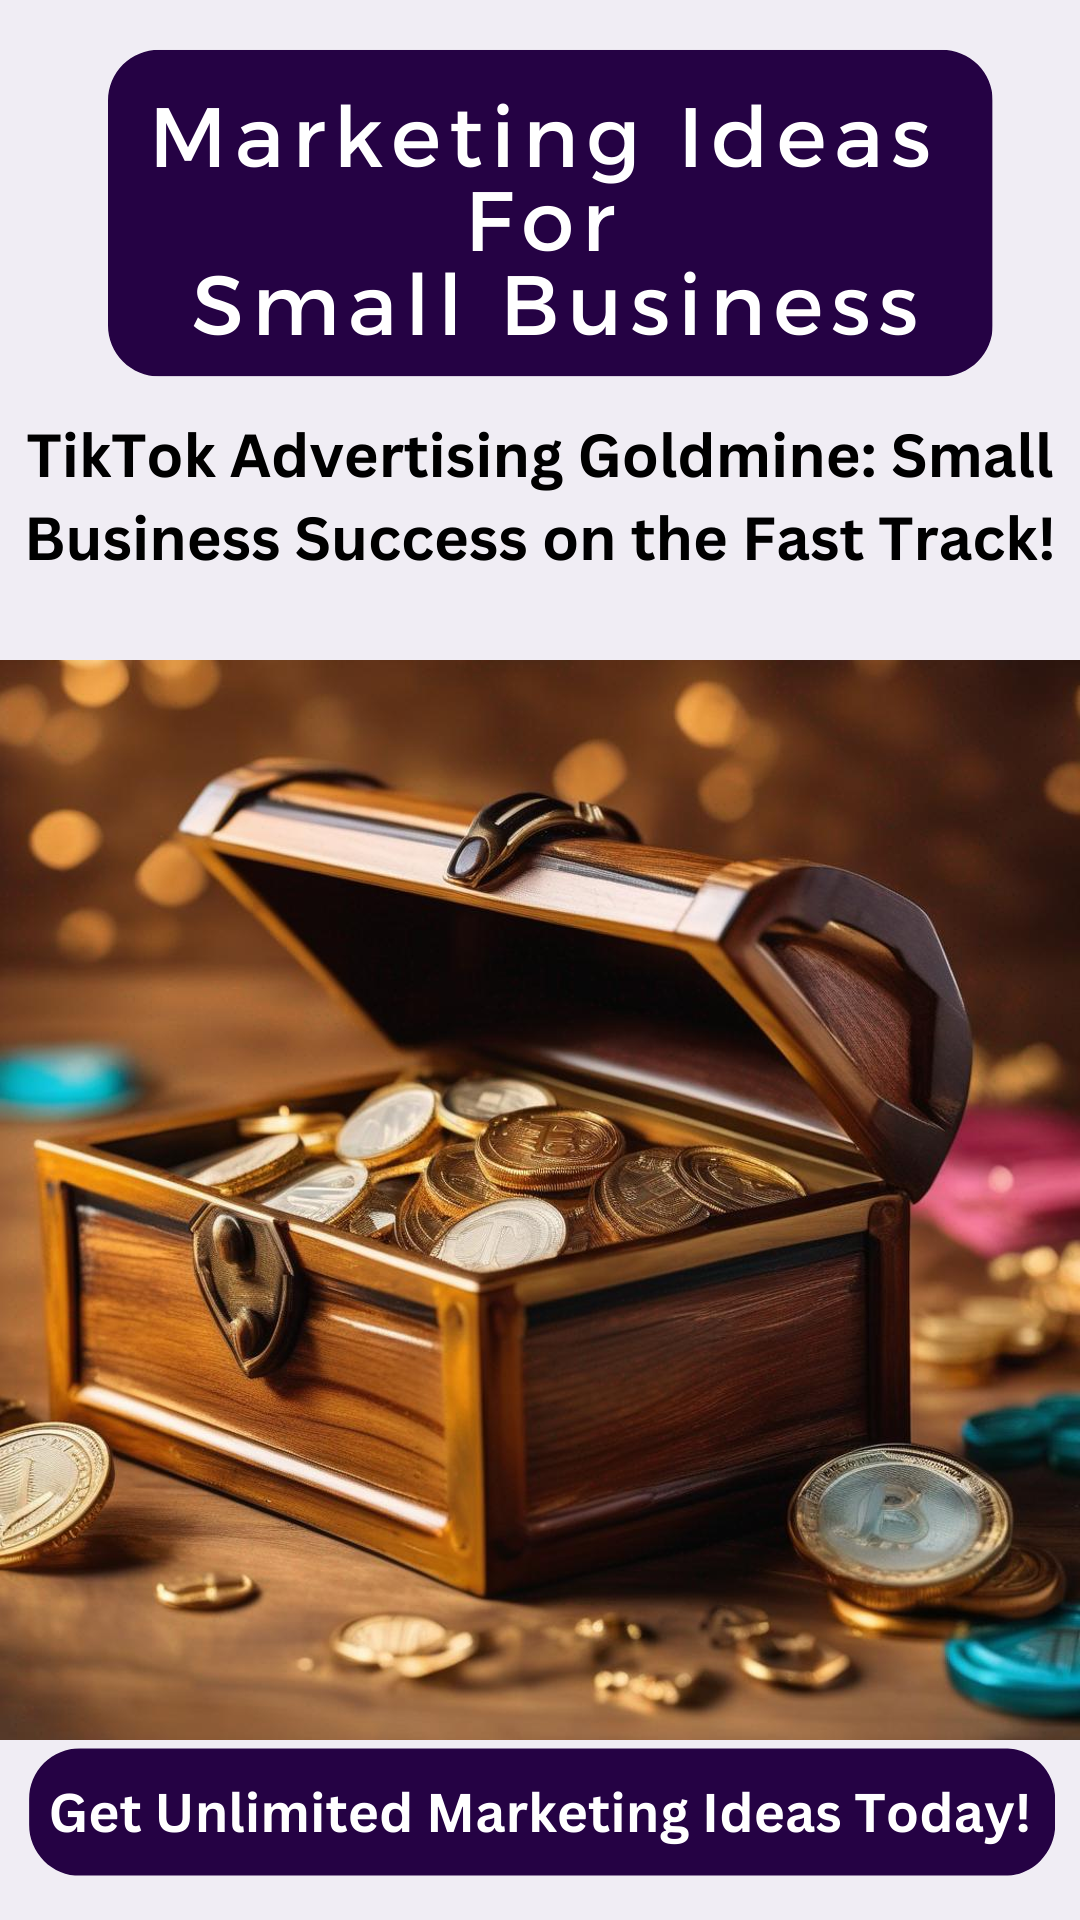 Marketing Ideas
For
Small Business
TikTok Advertising Goldmine: Small
Business Success on the Fast Track!
Get Unlimited Marketing Ideas Today!